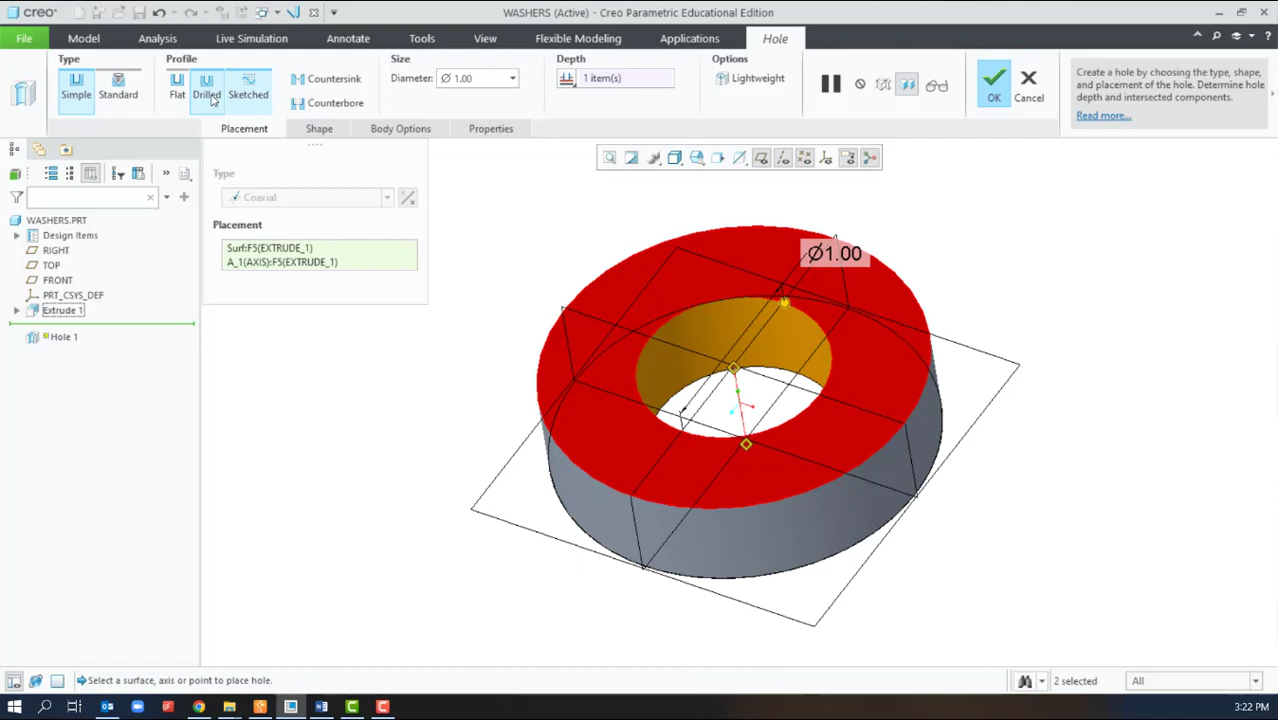 creo
WASHERS (Active) - Creo Parametric Educational Edition
File Model Analysis Live Simulation Annotate Tools View Flexible Modeling Applications Hole
Type Profile Size Depth Options
Simple Standard Flat Drilled Sketched
Countersink
Counterbore
Diameter: Ø 1.00
1 item(s)
Lightweight
OK Cancel
Create a hole by choosing the type, shape,
and placement of the hole. Determine hole
depth and intersected components.
Read more...
Placement Shape Body Options Properties
Type
Coaxial
Placement
Surf:F5(EXTRUDE_1)
A_1(AXIS):F5(EXTRUDE_1)
WASHERS.PRT
Design Items
RIGHT
TOP
FRONT
PRT_CSYS_DEF
Extrude 1
Hole 1
Ø1.00
Select a surface, axis or point to place hole.
2 selected
All
3:22 PM